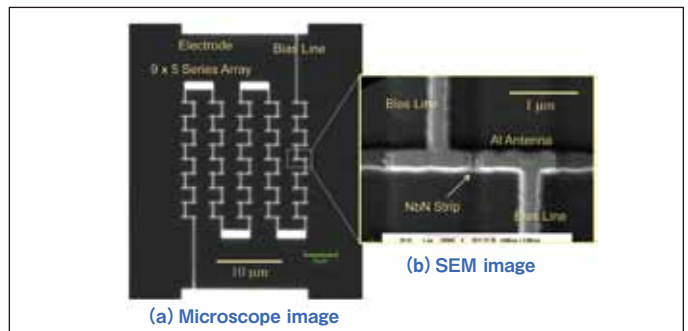 Electrode
Bias Line
9 x 5 Series Array
10 μm
(a) Microscope image
Bias Line
1 μm
Al Antenna
NbN Strip
Bias Line
(b) SEM image